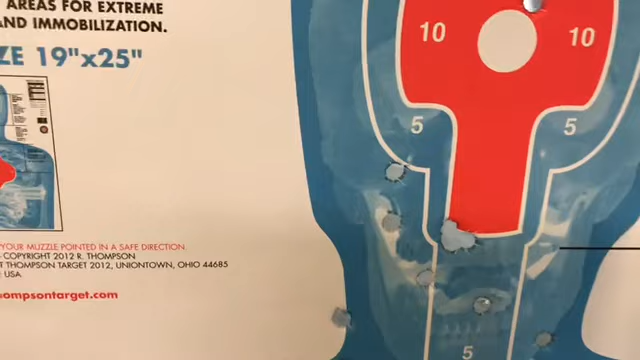 AREAS FOR EXTREME
AND IMMOBILIZATION.
ZE 19"x25"
10
10
5
5
YOUR MUZZLE POINTED IN A SAFE DIRECTION.
COPYRIGHT 2012 R. THOMPSON
THOMPSON TARGET 2012, UNIONTOWN, OHIO 44685
USA
ompsontarget.com
5